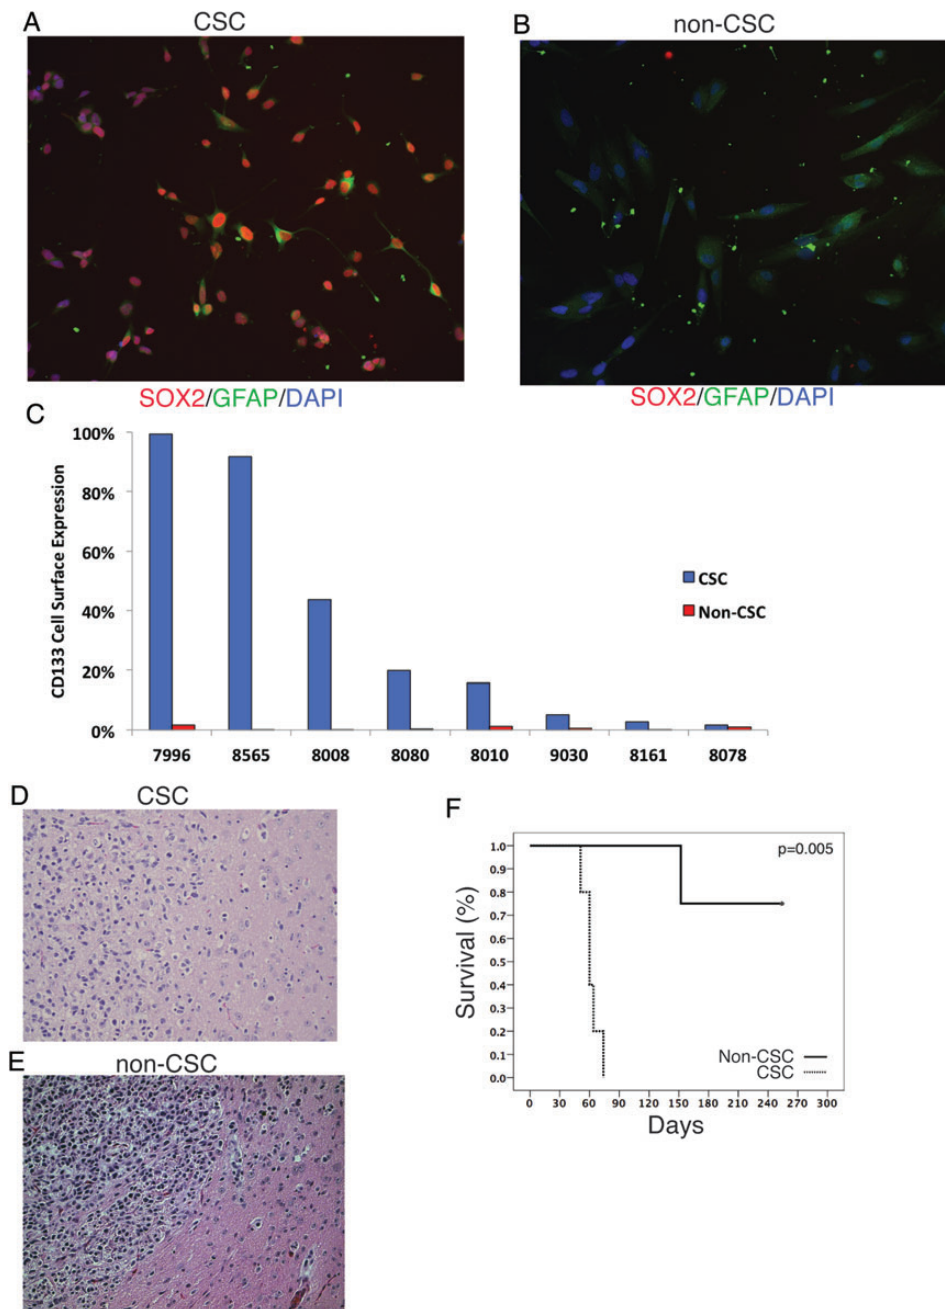 A
CSC
B
non-CSC
SOX2/GFAP/DAPI
SOX2/GFAP/DAPI
C
CD133 Cell Surface Expression
100%
80%
60%
40%
20%
0%
CSC
Non-CSC
7996 8565 8008 8080 8010 9030 8161 8078
D
CSC
E
non-CSC
F
p=0.005
Survival (%)
1.0
0.9
0.8
0.7
0.6
0.5
0.4
0.3
0.2
0.1
0.0
Non-CSC
CSC
0 30 60 90 120 150 180 210 240 270 300
Days